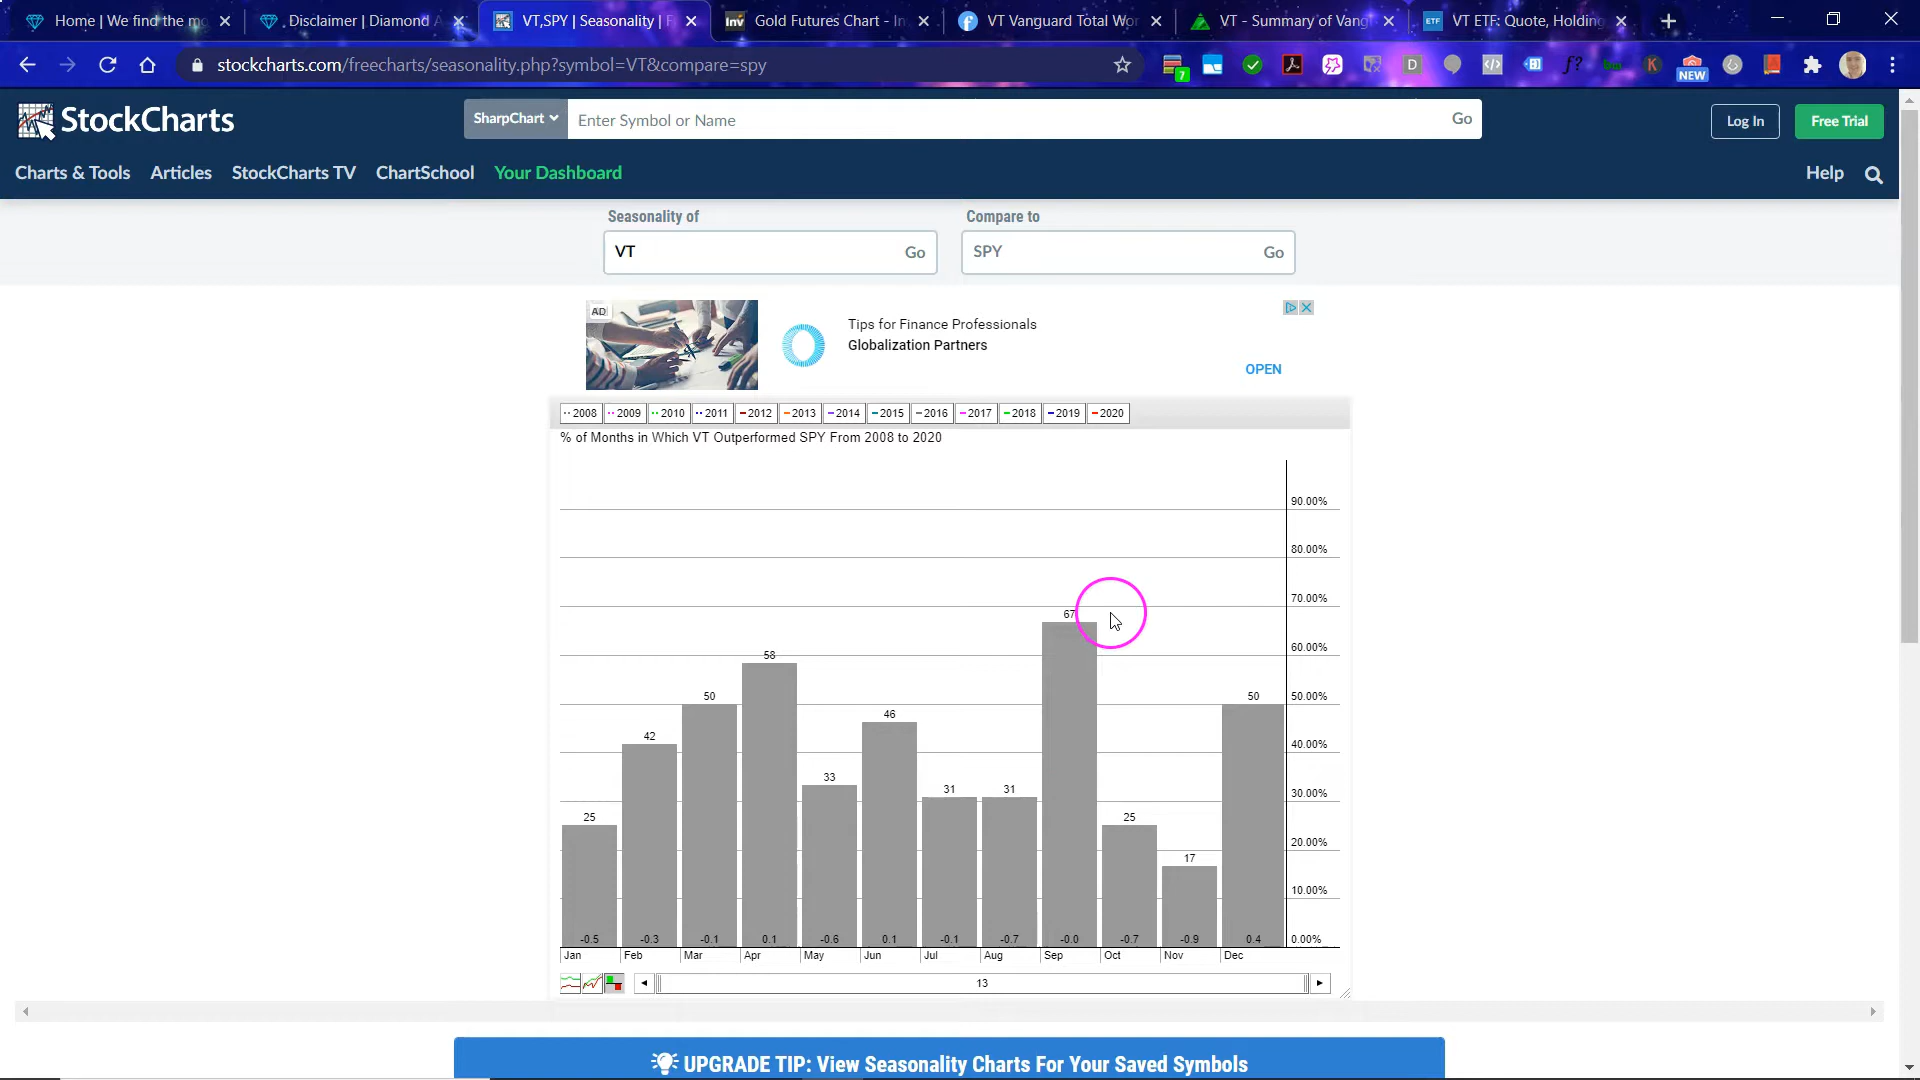 Home | We find the mo
Disclaimer | Diamond A
VT,SPY | Seasonality | F
Gold Futures Chart - In
VT Vanguard Total Wor
VT - Summary of Vang
VT ETF: Quote, Holding
stockcharts.com/freecharts/seasonality.php?symbol=VT&compare=spy
7
NEW
StockCharts
SharpChart
Enter Symbol or Name
Go
Log In
Free Trial
Charts & Tools
Articles
StockCharts TV
ChartSchool
Your Dashboard
Help
Seasonality of
Compare to
VT
Go
SPY
Go
AD
Tips for Finance Professionals
Globalization Partners
OPEN
2008 2009 2010 2011 2012 2013 2014 2015 2016 2017 2018 2019 2020
% of Months in Which VT Outperformed SPY From 2008 to 2020
90.00%
80.00%
70.00%
67
60.00%
58
50.00%
50
50
46
42
40.00%
33
31
31
30.00%
25
25
20.00%
17
10.00%
-0.5 -0.3 -0.1 0.1 -0.6 0.1 -0.1 -0.7 -0.0 -0.7 -0.9 0.4 0.00%
Jan Feb Mar Apr May Jun Jul Aug Sep Oct Nov Dec
13
UPGRADE TIP: View Seasonality Charts For Your Saved Symbols